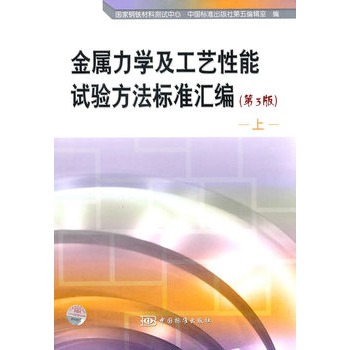 国家钢铁材料测试中心 中国标准出版社第五编辑室 编
金属力学及工艺性能
试验方法标准汇编(第3版)
—上—
中国标准出版社